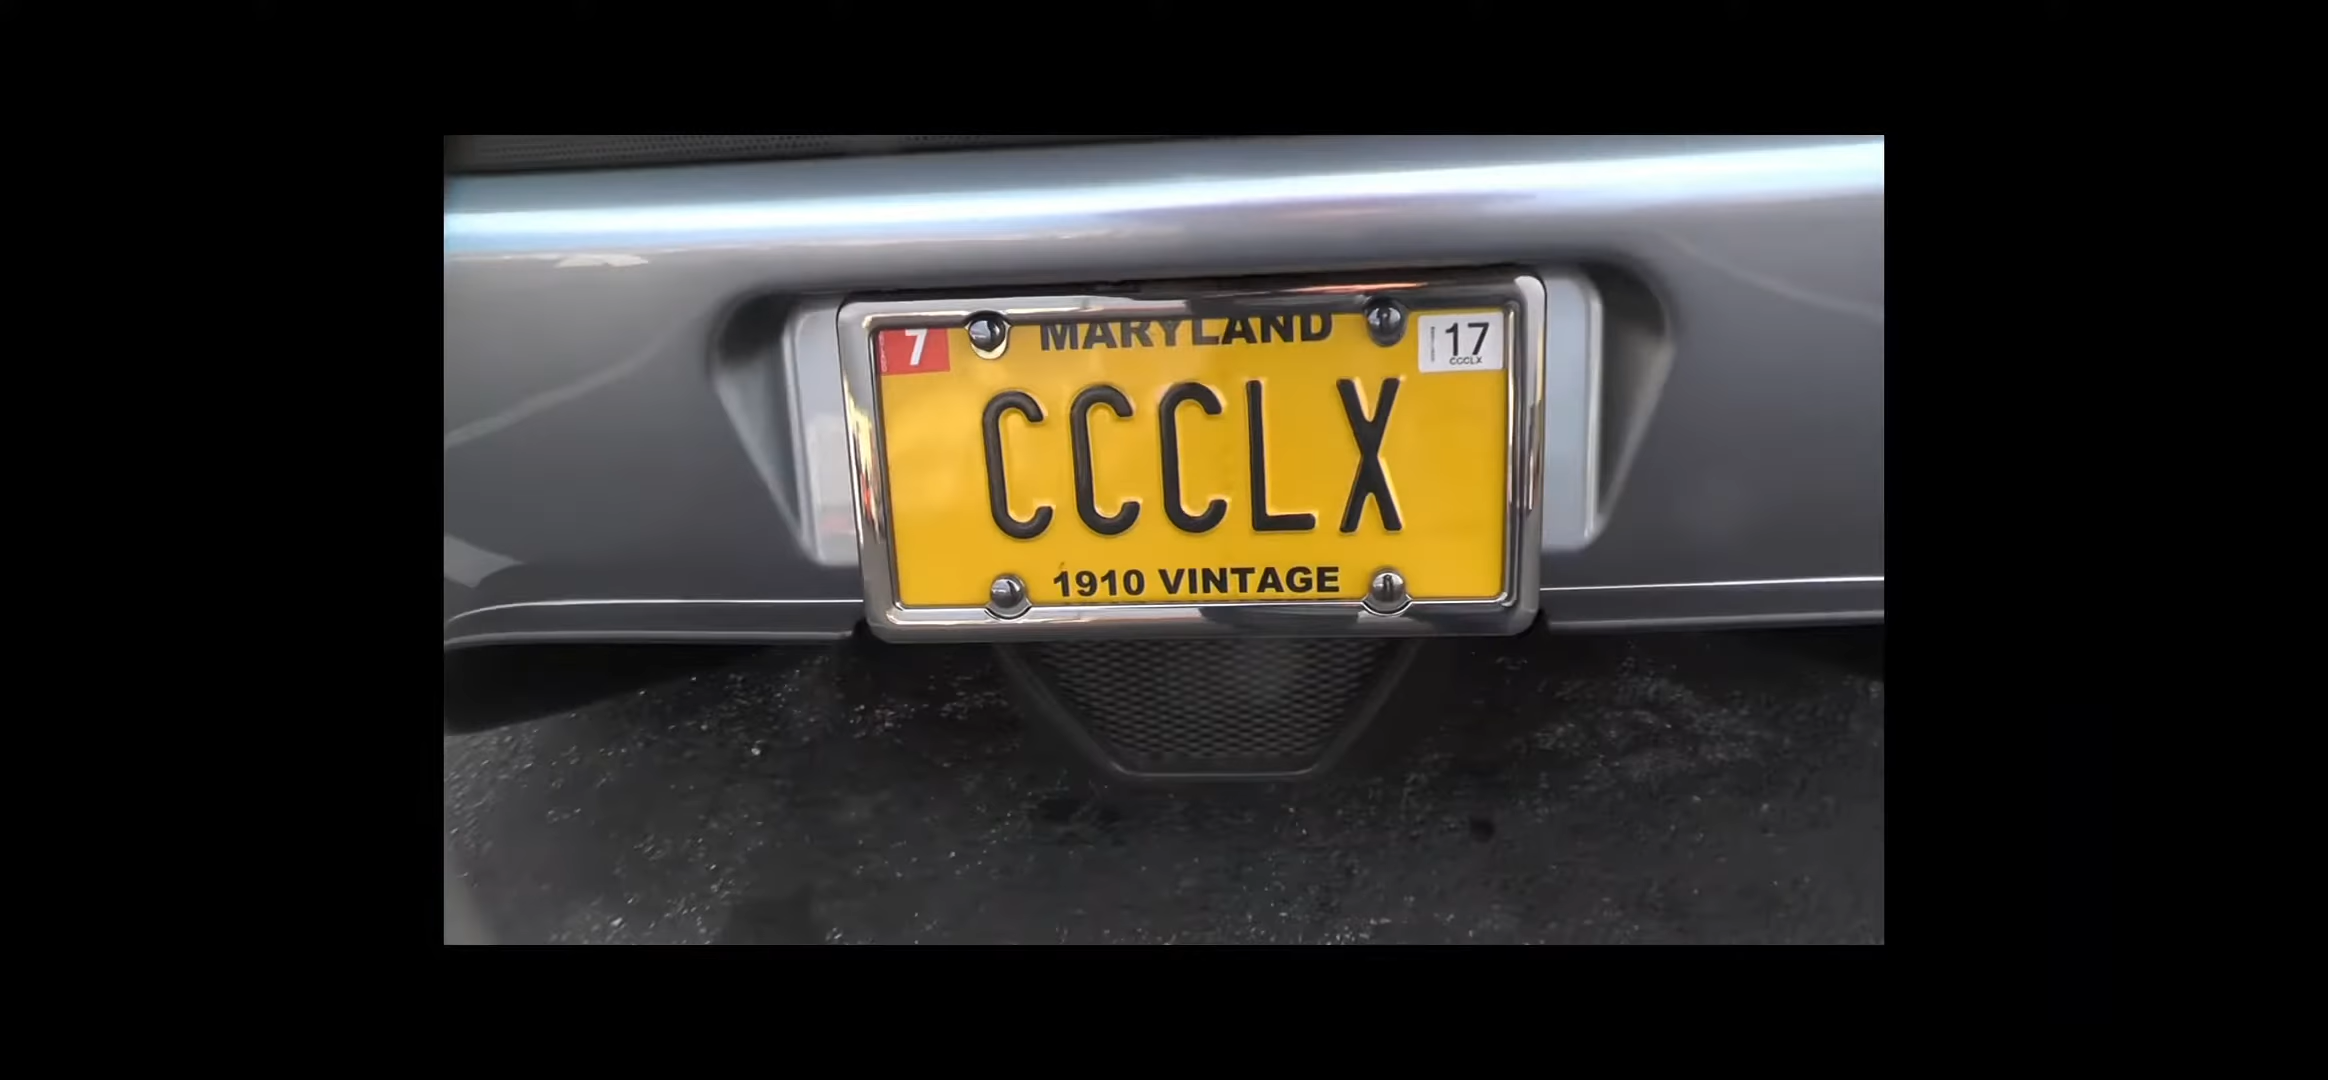 MARYLAND
7
17
CCCLX
CCCLX
1910 VINTAGE